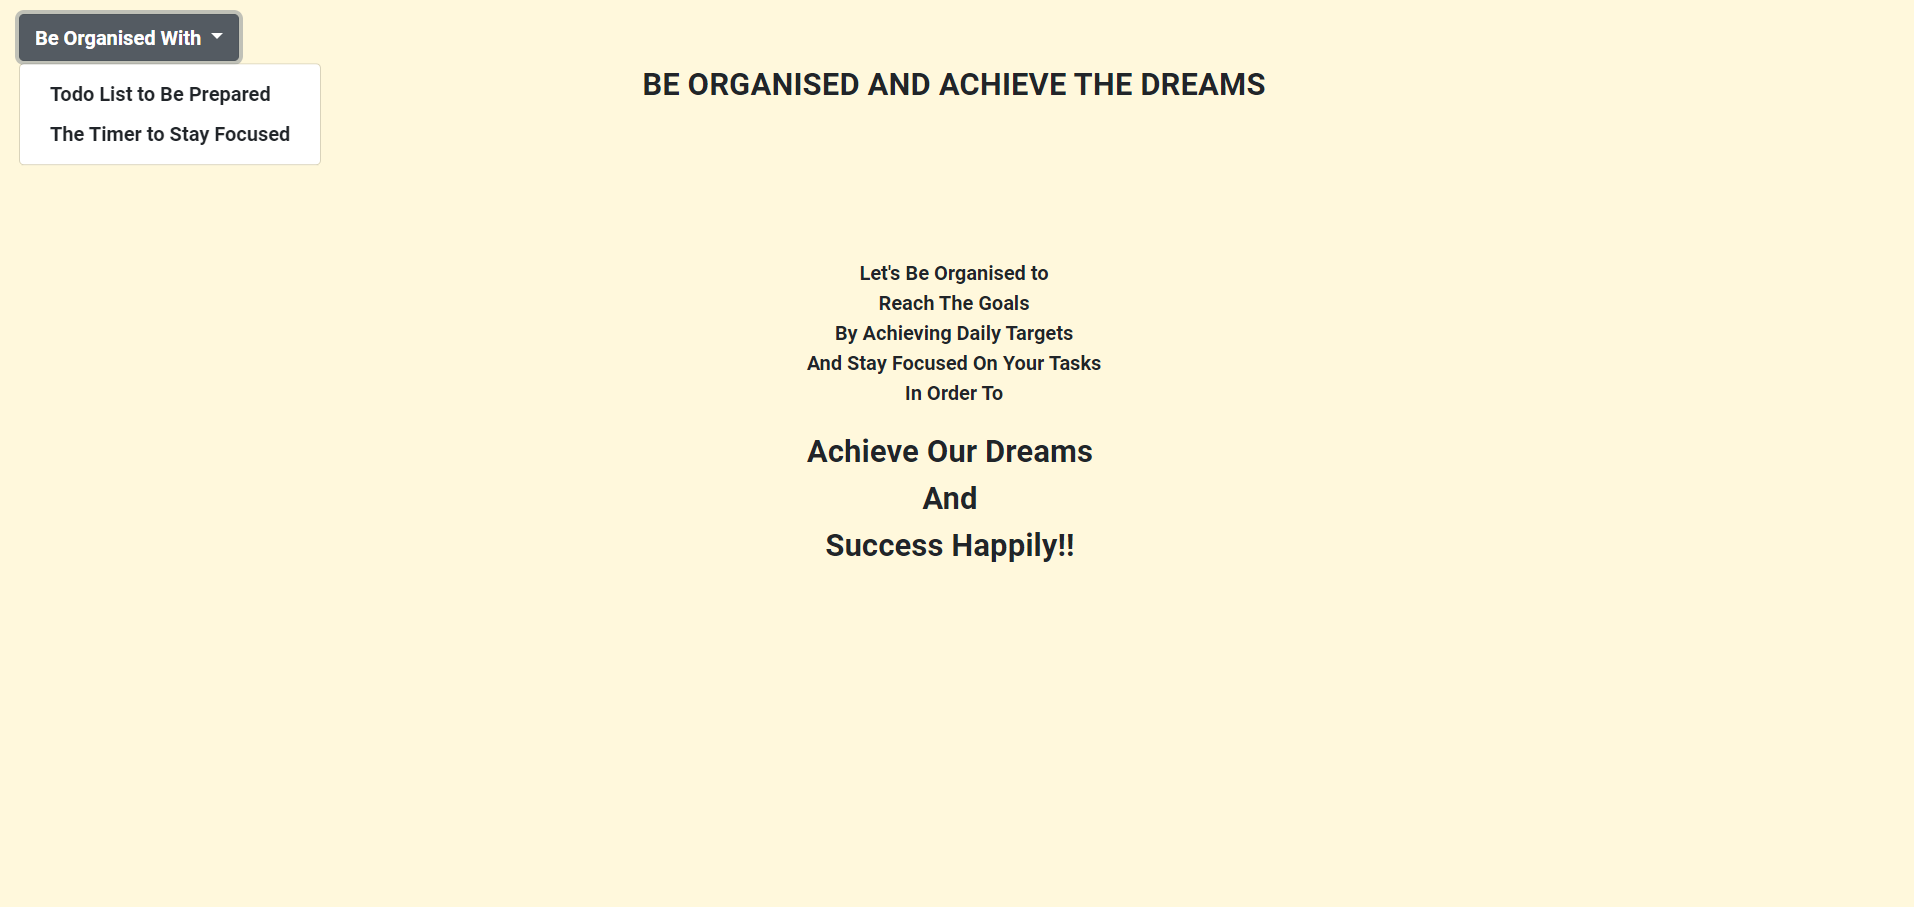 Be Organised With
Todo List to Be Prepared
The Timer to Stay Focused
BE ORGANISED AND ACHIEVE THE DREAMS
Let's Be Organised to
Reach The Goals
By Achieving Daily Targets
And Stay Focused On Your Tasks
In Order To
Achieve Our Dreams
And
Success Happily!!